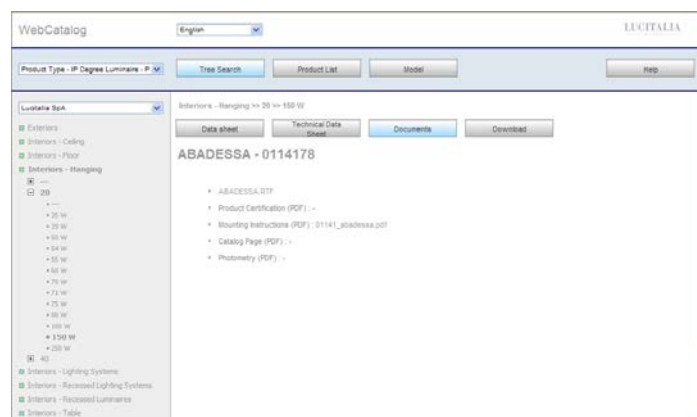 WebCatalog
English
LUCITALIA
Product Type - IP Degree Luminaire - P
Tree Search
Product List
Model
Help
Lucitalia SpA
Interiors - Hanging >> 20 >> 150 W
Data sheet
Technical Data
Sheet
Documents
Download
ABADESSA - 0114178
ABADESSA.RTF
Product Certification (PDF) : -
Mounting Instructions (PDF) : 01141_abadessa.pdf
Catalog Page (PDF) : -
Photometry (PDF) : -
Exteriors
Interiors - Ceiling
Interiors - Floor
Interiors - Hanging
---
20
---
75 W
150 W
40
Interiors - Lighting Systems
Interiors - Recessed Lighting Systems
Interiors - Recessed Luminaires
Interiors - Table